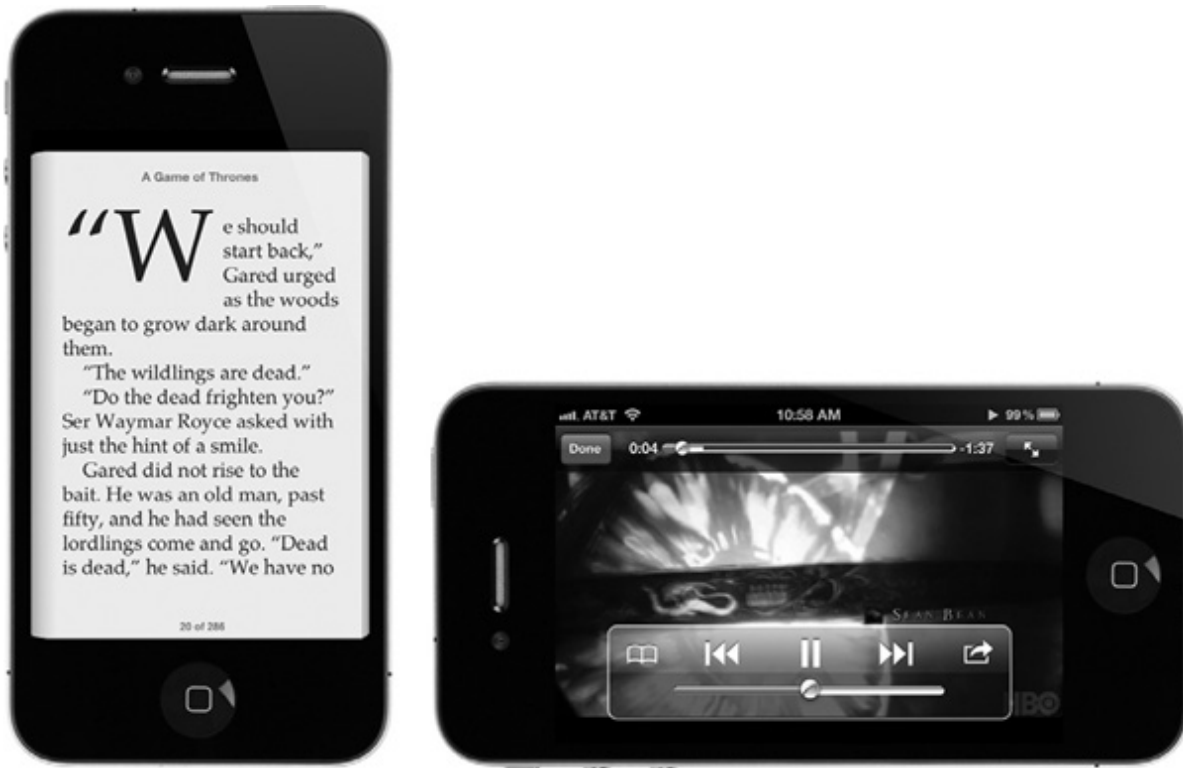 A Game of Thrones
“We should
start back,”
Gared urged
as the woods
began to grow dark around
them.
“The wildlings are dead.”
“Do the dead frighten you?”
Ser Waymar Royce asked with
just the hint of a smile.
Gared did not rise to the
bait. He was an old man, past
fifty, and he had seen the
lordlings come and go. “Dead
is dead,” he said. “We have no
20 of 286
AT&T 10:58 AM 99%
Done 0:04 -1:37
SEAN BEAN
HBO